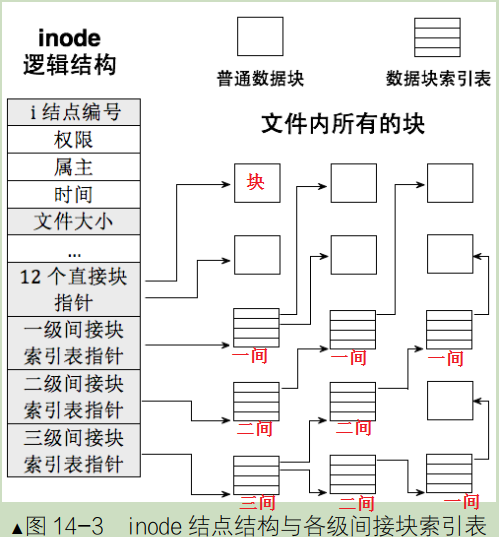 inode
逻辑结构
普通数据块
数据块索引表
i 结点编号
权限
属主
时间
文件大小
...
12 个直接块
指针
一级间接块
索引表指针
二级间接块
索引表指针
三级间接块
索引表指针
文件内所有的块
块
一间
一间
一间
二间
二间
三间
二间
一间
▲图 14-3 inode 结点结构与各级间接块索引表